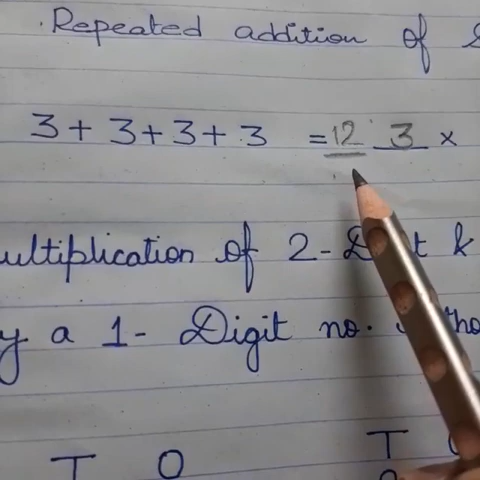 Repeated addition of
3 + 3 + 3 + 3 = 12 3 ×
ultiplication of 2-
y a 1- Digit no.
T O T